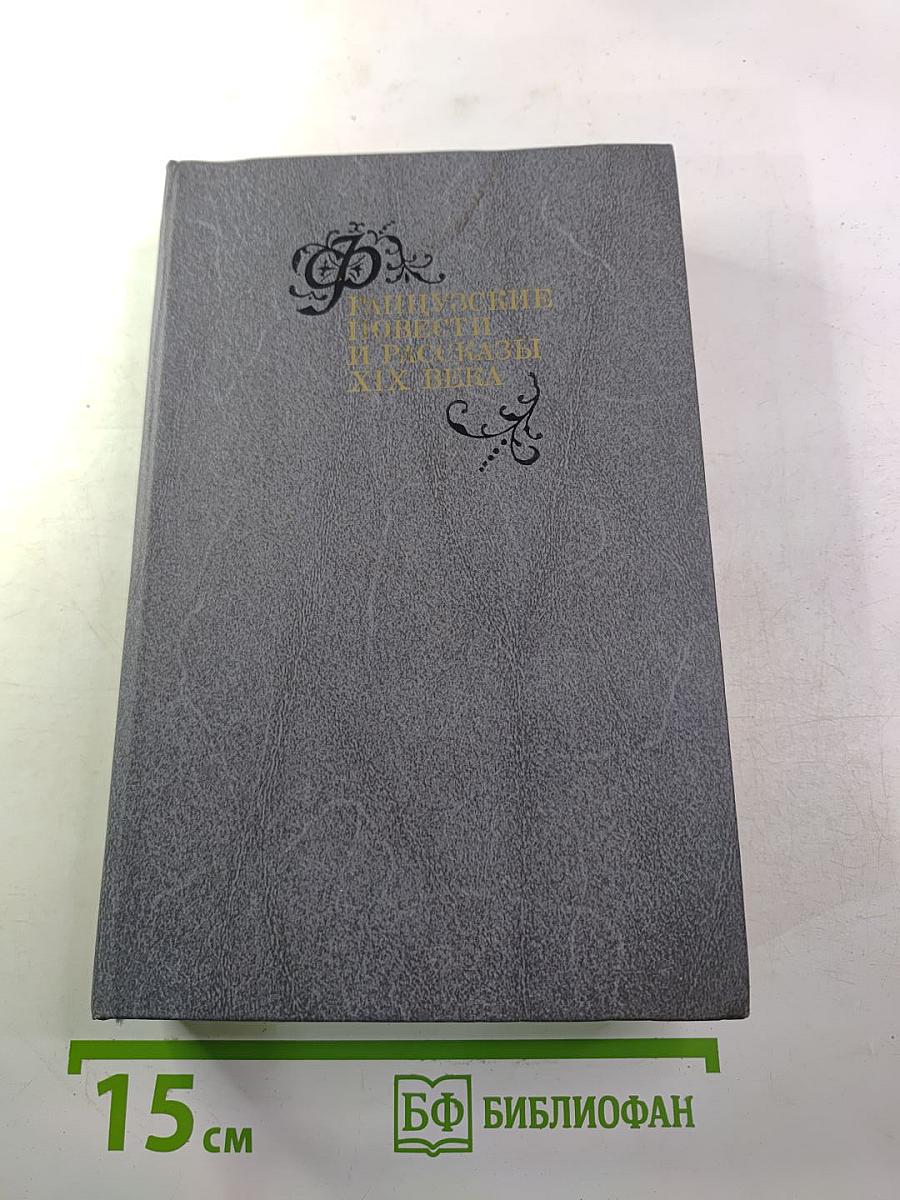 ФРАНЦУЗСКИЕ
ПОВЕСТИ
И РАССКАЗЫ
XIX ВЕКА
15 см
БФ БИБЛИОФАН